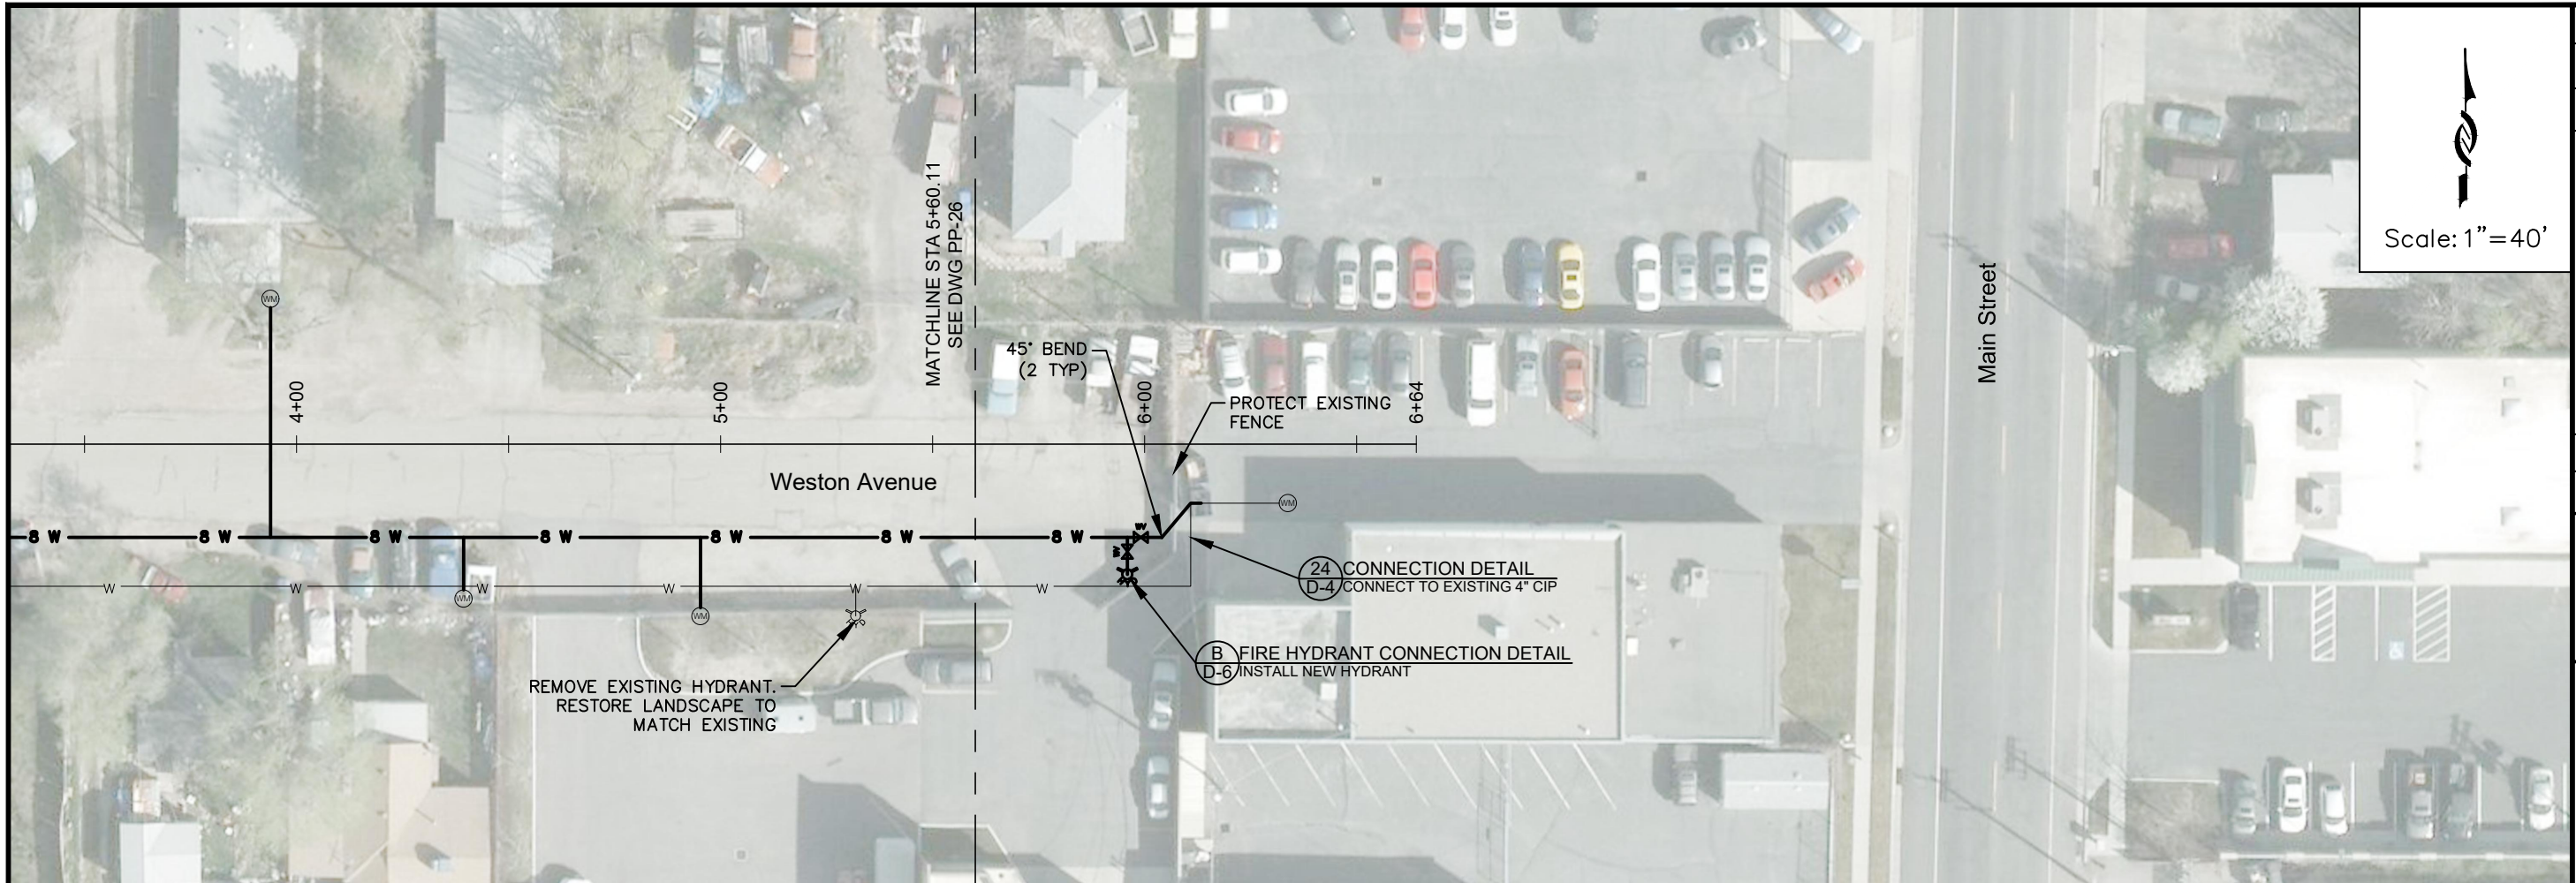 Scale: 1"=40'
MATCHLINE STA 5+60.11
SEE DWG PP-26
Main Street
45° BEND
(2 TYP)
PROTECT EXISTING
FENCE
4+00
5+00
6+00
6+64
Weston Avenue
WM
WM
WM
WM
8 W
8 W
8 W
8 W
8 W
8 W
8 W
WV
WV
W
W
W
W
W
W
24
D-4
CONNECTION DETAIL
CONNECT TO EXISTING 4" CIP
B
D-6
FIRE HYDRANT CONNECTION DETAIL
INSTALL NEW HYDRANT
REMOVE EXISTING HYDRANT.
RESTORE LANDSCAPE TO
MATCH EXISTING